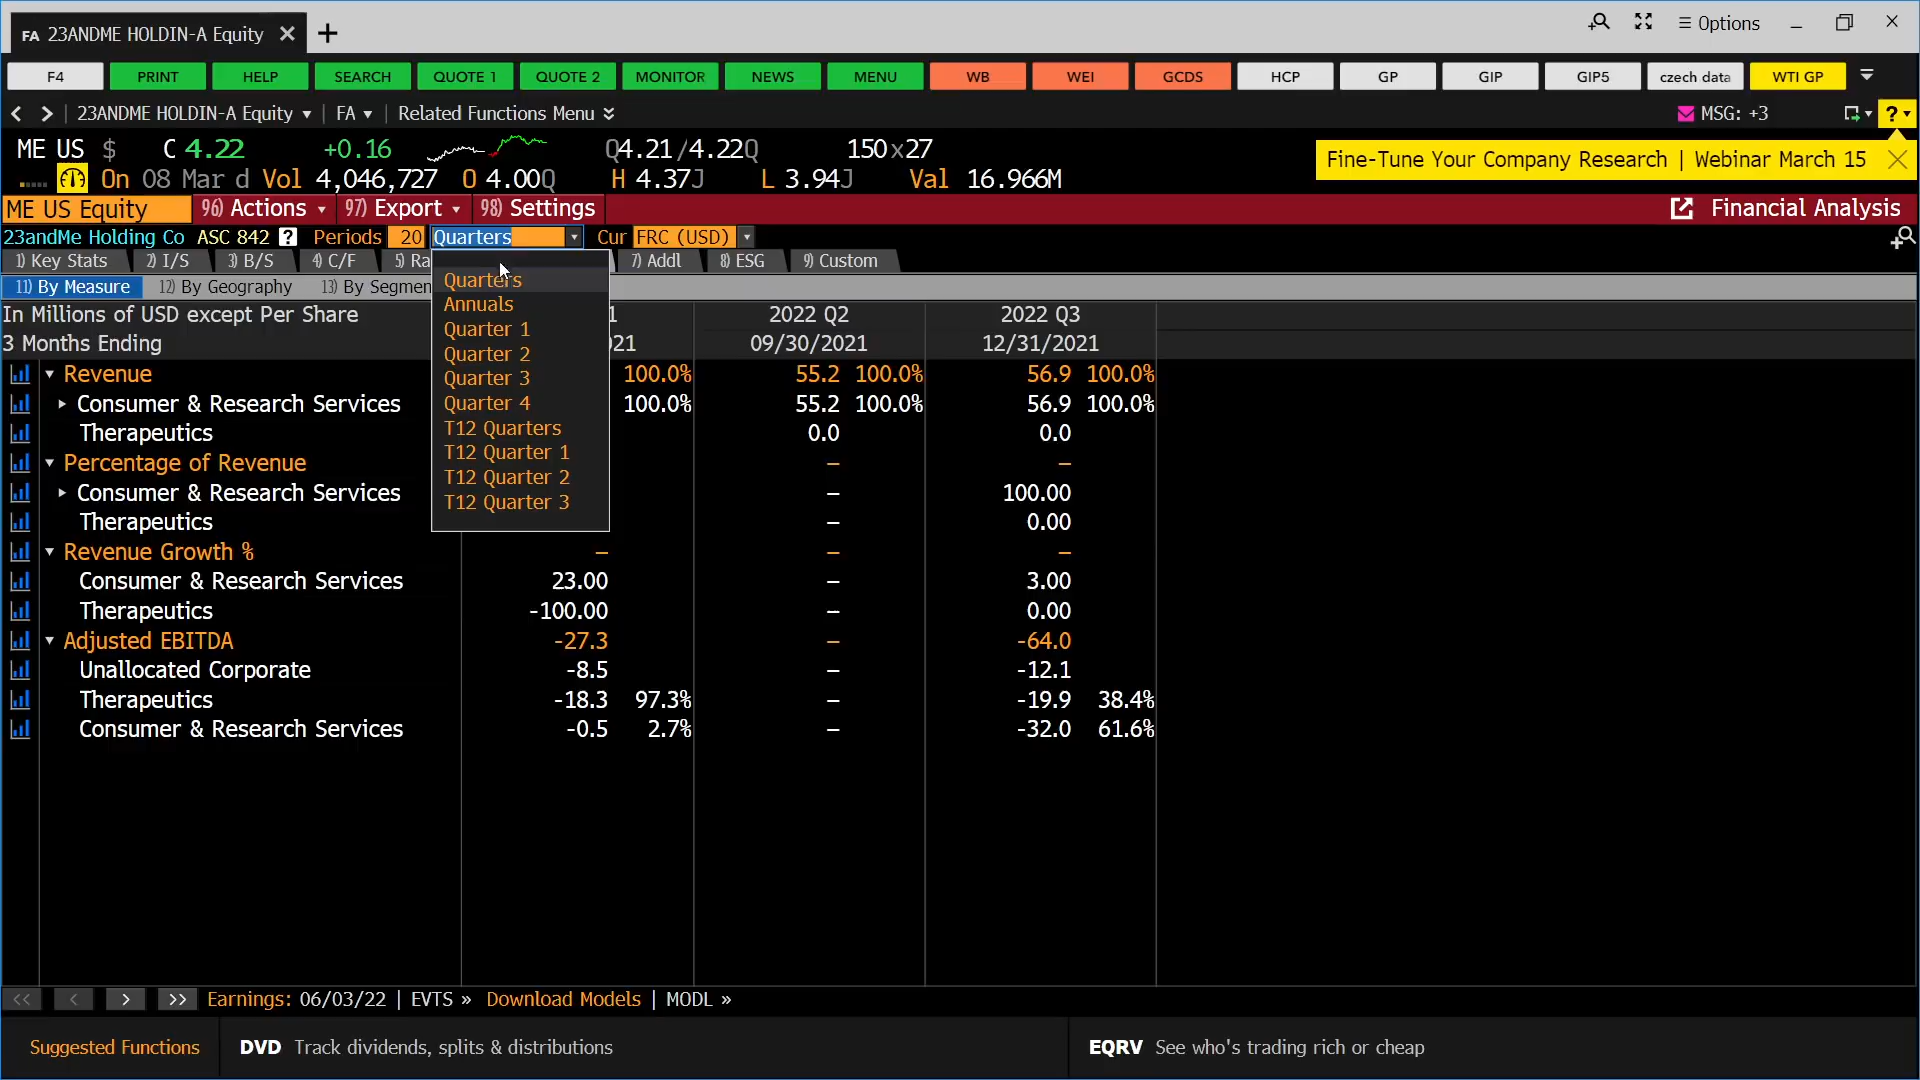 FA 23ANDME HOLDIN-A Equity
Options
F4 PRINT HELP SEARCH QUOTE 1 QUOTE 2 MONITOR NEWS MENU WB WEI GCDS HCP GP GIP GIP5 czech data WTI GP
23ANDME HOLDIN-A Equity FA Related Functions Menu MSG: +3 ?
ME US $ C 4.22 +0.16 Q4.21/4.22Q 150x27
On 08 Mar d Vol 4,046,727 O 4.00Q H 4.37J L 3.94J Val 16.966M
Fine-Tune Your Company Research | Webinar March 15
ME US Equity 96) Actions 97) Export 98) Settings Financial Analysis
23andMe Holding Co ASC 842 ? Periods 20 Quarters Cur FRC (USD)
1) Key Stats 2) I/S 3) B/S 4) C/F 5) Ra 7) Addl 8) ESG 9) Custom
11) By Measure 12) By Geography 13) By Segmen
Quarters
Annuals
Quarter 1
Quarter 2
Quarter 3
Quarter 4
T12 Quarters
T12 Quarter 1
T12 Quarter 2
T12 Quarter 3
In Millions of USD except Per Share 1 2022 Q2 2022 Q3
3 Months Ending 021 09/30/2021 12/31/2021
Revenue 100.0% 55.2 100.0% 56.9 100.0%
Consumer & Research Services 100.0% 55.2 100.0% 56.9 100.0%
Therapeutics 0.0 0.0
Percentage of Revenue – –
Consumer & Research Services – 100.00
Therapeutics – 0.00
Revenue Growth % – – –
Consumer & Research Services 23.00 – 3.00
Therapeutics -100.00 – 0.00
Adjusted EBITDA -27.3 – -64.0
Unallocated Corporate -8.5 – -12.1
Therapeutics -18.3 97.3% – -19.9 38.4%
Consumer & Research Services -0.5 2.7% – -32.0 61.6%
Earnings: 06/03/22 | EVTS » Download Models | MODL »
Suggested Functions DVD Track dividends, splits & distributions EQRV See who's trading rich or cheap